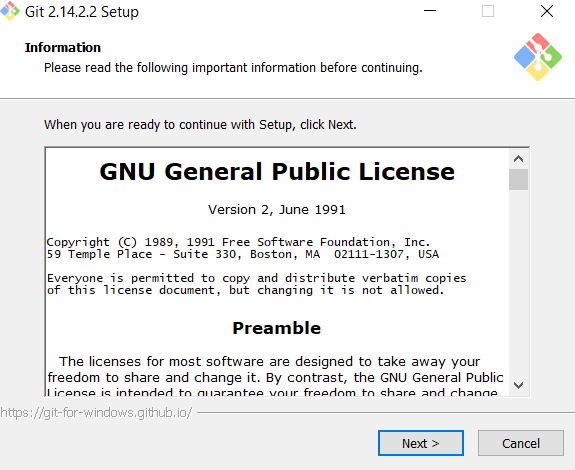 Git 2.14.2.2 Setup
Information
Please read the following important information before continuing.
When you are ready to continue with Setup, click Next.
GNU General Public License
Version 2, June 1991
Copyright (C) 1989, 1991 Free Software Foundation, Inc.
59 Temple Place - Suite 330, Boston, MA  02111-1307, USA
Everyone is permitted to copy and distribute verbatim copies
of this license document, but changing it is not allowed.
Preamble
The licenses for most software are designed to take away your
freedom to share and change it. By contrast, the GNU General Public
License is intended to guarantee your freedom to share and change
https://git-for-windows.github.io/
Next >
Cancel